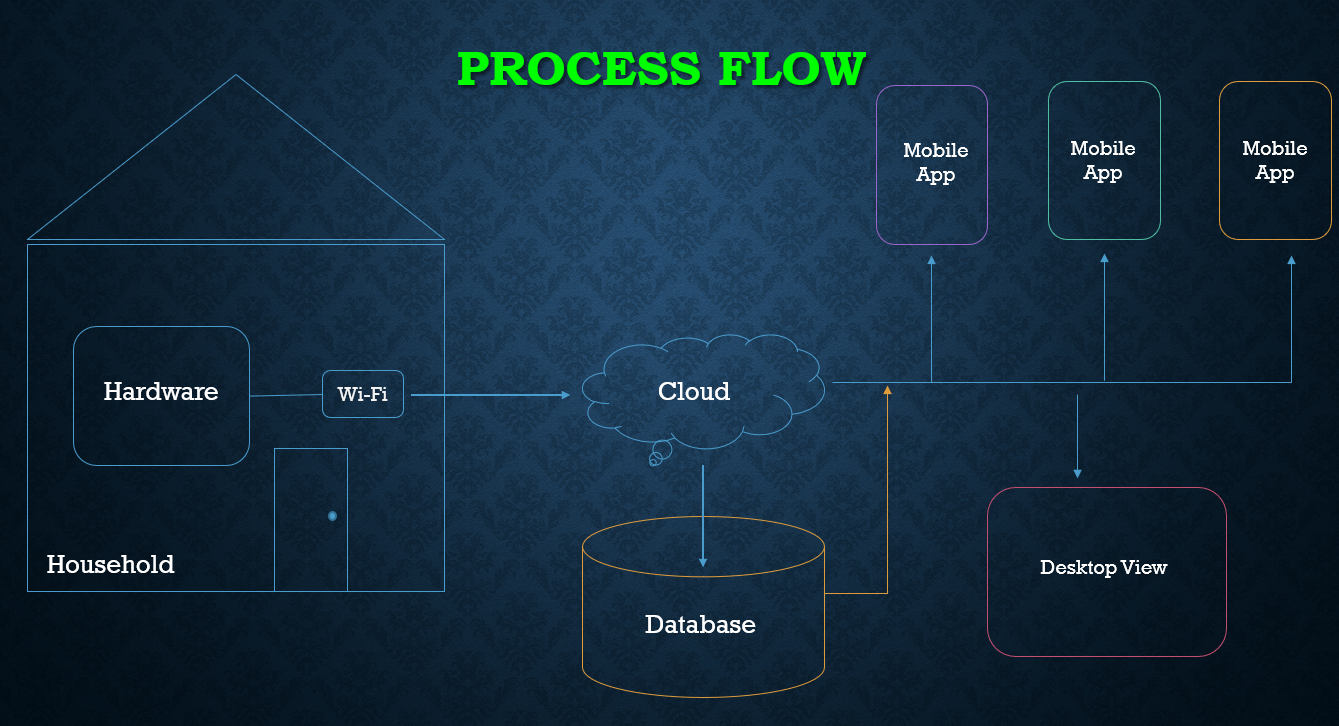 PROCESS FLOW
Mobile
App
Mobile
App
Mobile
App
Hardware
Wi-Fi
Cloud
Household
Database
Desktop View